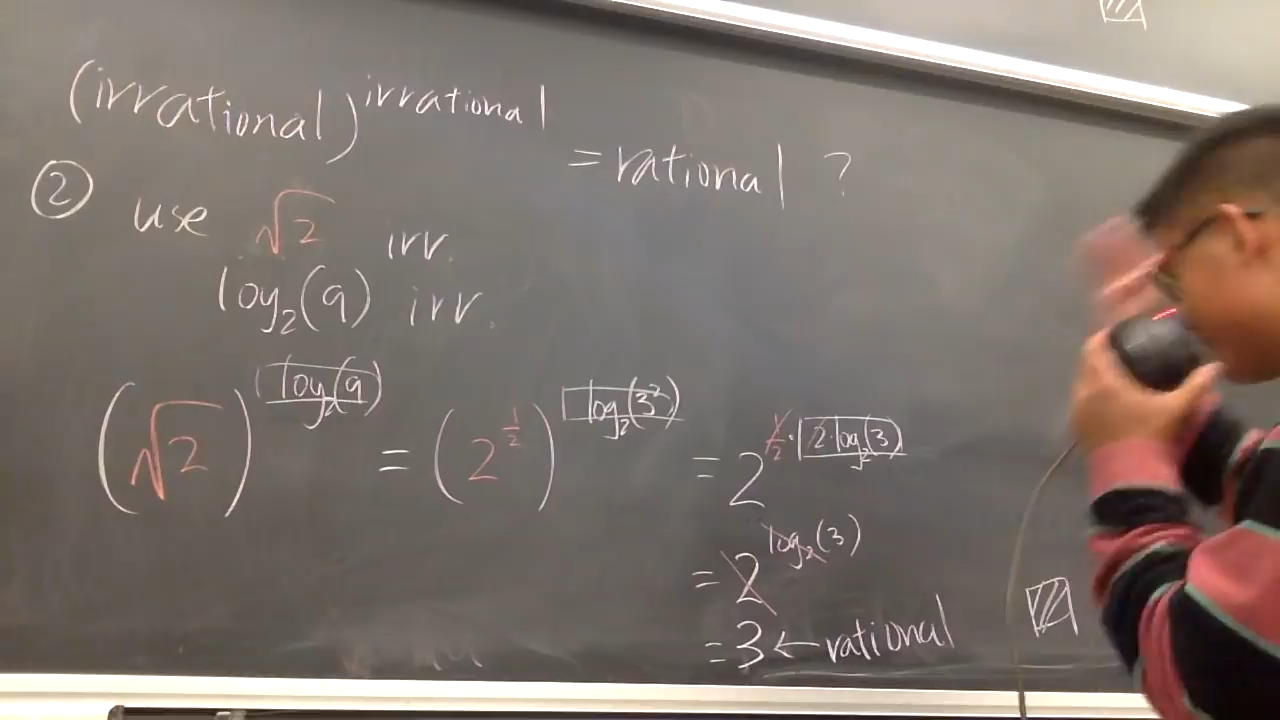 (irrational)^irrational = rational ?
② use √2 irr.
log₂(9) irr.
(√2)^log₂(9) = (2^(1/2))^log₂(3²) = 2^(1/2 · 2·log₂(3))
= 2^log₂(3)
= 3 ← rational